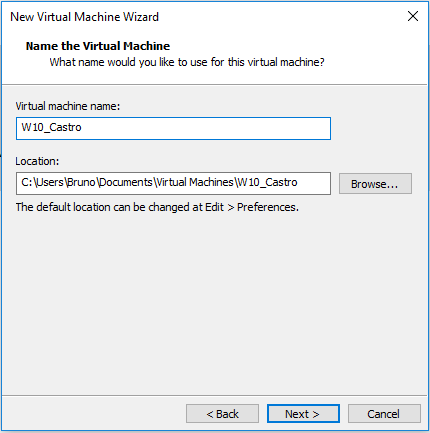 New Virtual Machine Wizard
Name the Virtual Machine
What name would you like to use for this virtual machine?
Virtual machine name:
W10_Castro
Location:
C:\Users\Bruno\Documents\Virtual Machines\W10_Castro
Browse...
The default location can be changed at Edit > Preferences.
< Back
Next >
Cancel